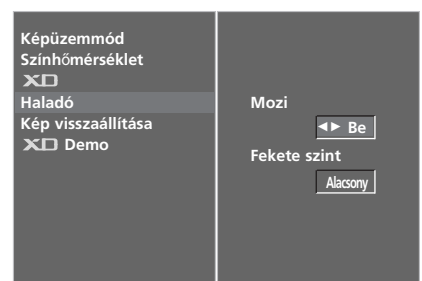 Képüzemmód
Színhőmérséklet
XD
Haladó
Kép visszaállítása
XD Demo
Mozi
◄► Be
Fekete szint
Alacsony